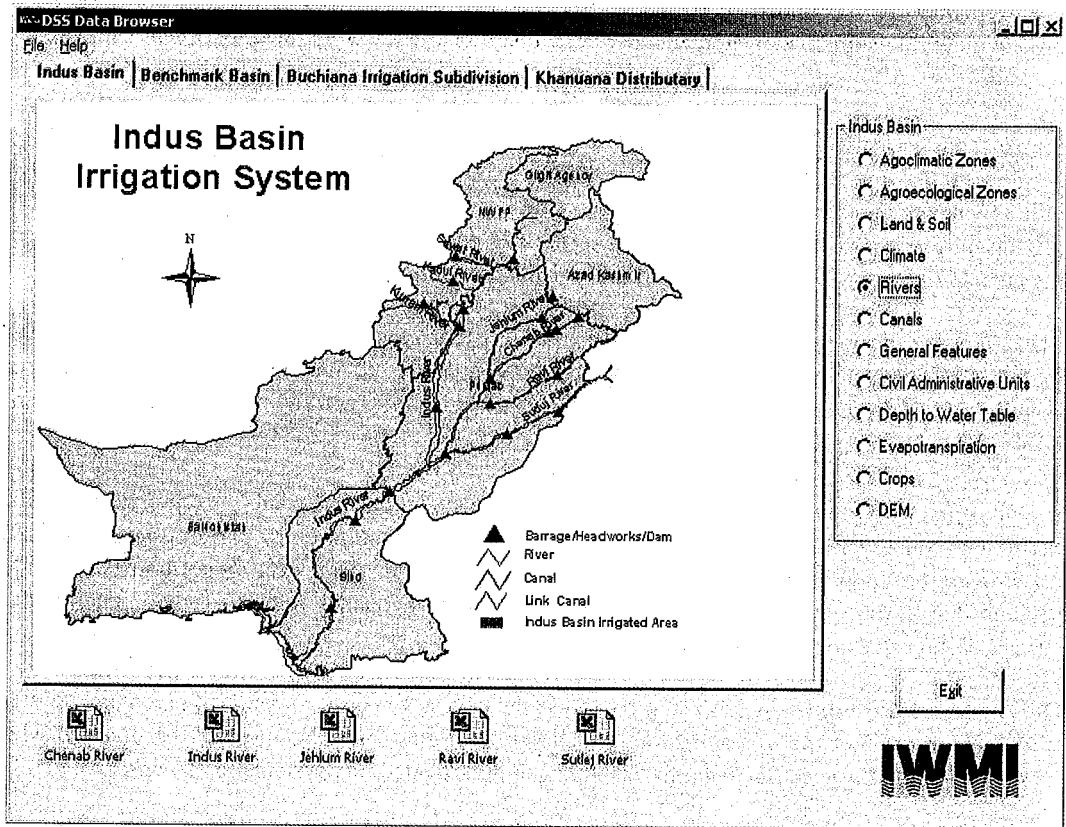 DSS Data Browser
File Help
Indus Basin Benchmark Basin Buchiana Irrigation Subdivision Khanuana Distributary
Indus Basin
Irrigation System
N
Gilgit Agency
NWFP
Swat River
Kabul River
Kuram River
Azad Kashmir
Jehlum River
Chenab River
Punjab
Ravi River
Sutlej River
Indus River
Indus River
Balochistan
Sind
Barrage/Headworks/Dam
River
Canal
Link Canal
Indus Basin Irrigated Area
Indus Basin
Agoclimatic Zones
Agroecological Zones
Land & Soil
Climate
Rivers
Canals
General Features
Civil Administrative Units
Depth to Water Table
Evapotranspiration
Crops
DEM
Exit
Chenab River Indus River Jehlum River Ravi River Sutlej River
IWMI